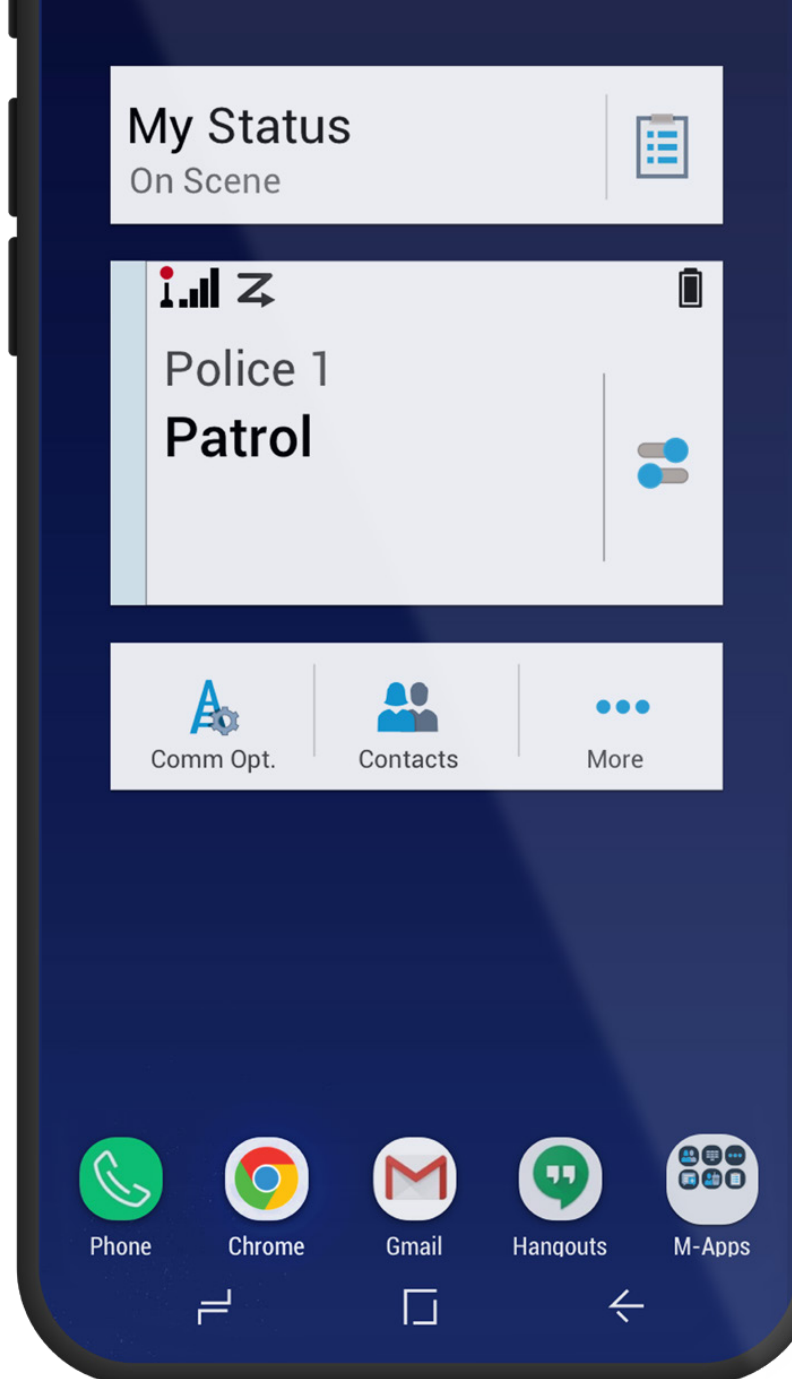 My Status
On Scene
Police 1
Patrol
Comm Opt.
Contacts
More
Phone
Chrome
Gmail
Hangouts
M-Apps